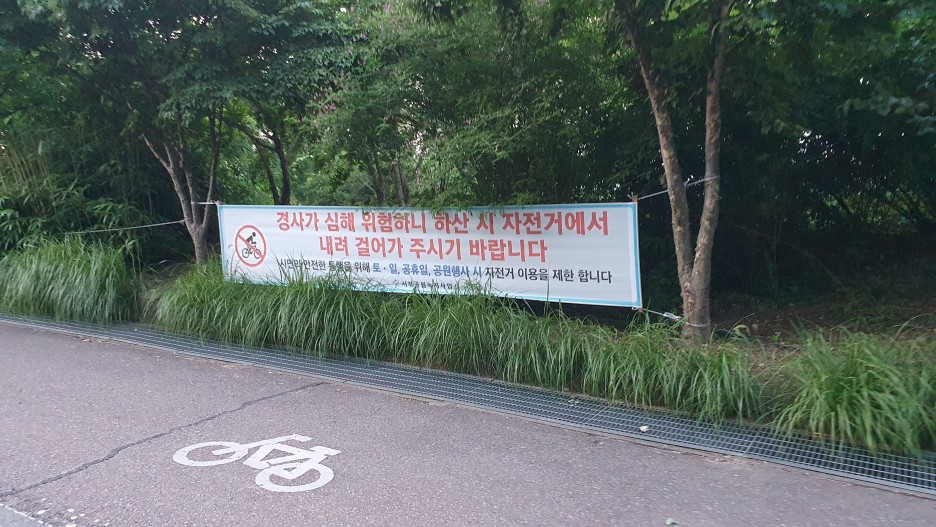 경사가 심해 위험하니 '하산' 시 자전거에서
내려 걸어가 주시기 바랍니다
안전한 통행을 위해 토·일, 공휴일, 공원행사 시 자전거 이용을 제한 합니다